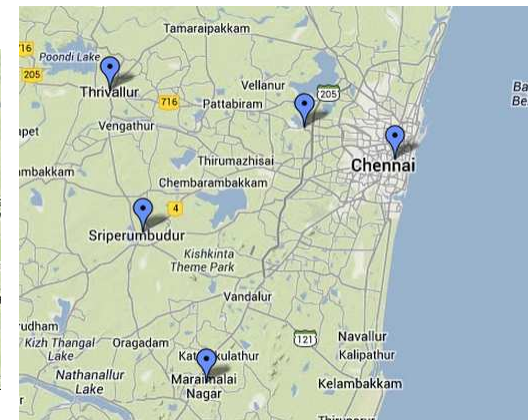 Tamaraipakkam
'16
Poondi Lake
205
Thrivallur
Vellanur
205
716
Pattabiram
Vengathur
Thirumazhisai
Chennai
Chembarambakkam
4
Sriperumbudur
Kishkinta
Theme Park
Vandalur
Kizh Thangal
Lake
Oragadam
121
Navallur
Kalipathur
Nathanallur
Lake
Maraimalai
Nagar
Kelambakkam